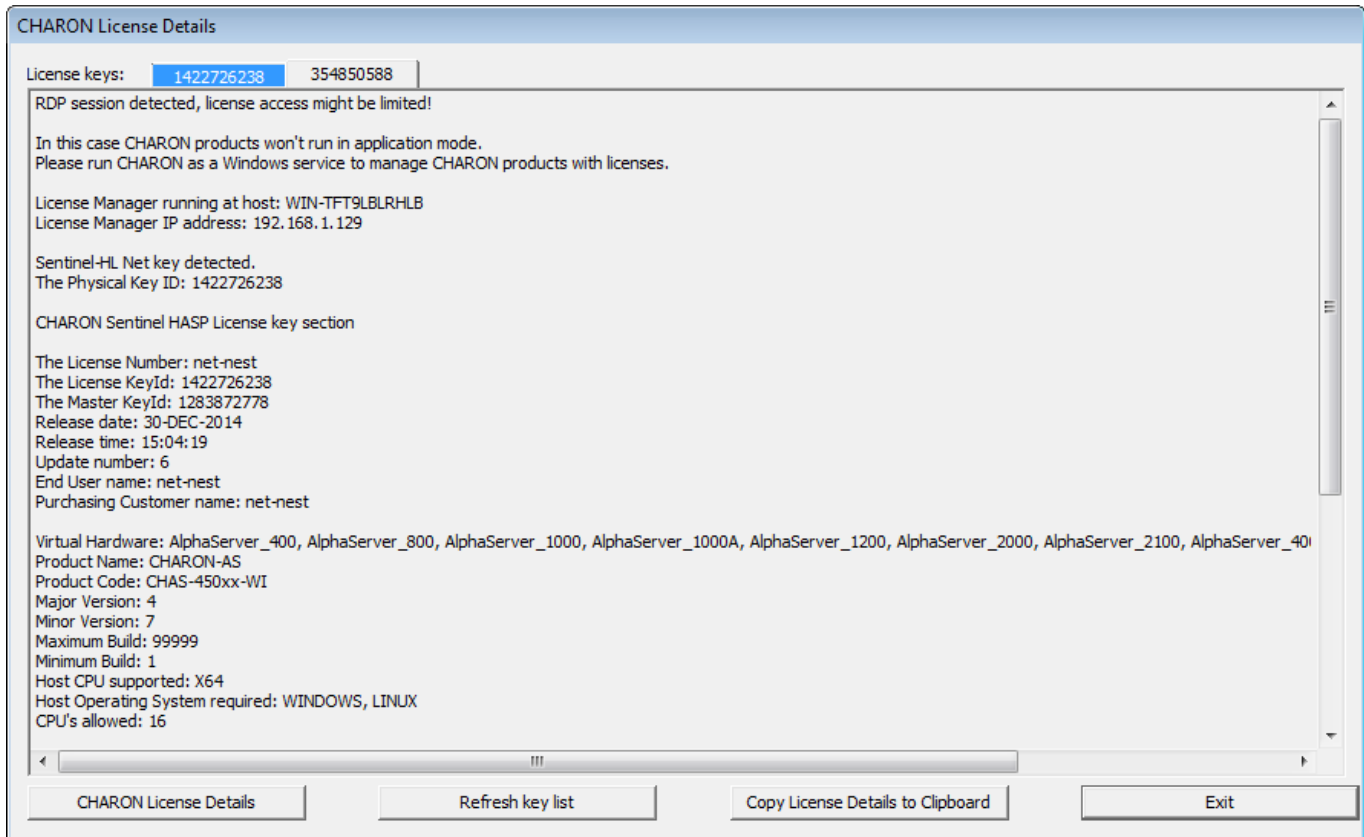 CHARON License Details
License keys: 1422726238 354850588
RDP session detected, license access might be limited!
In this case CHARON products won't run in application mode.
Please run CHARON as a Windows service to manage CHARON products with licenses.
License Manager running at host: WIN-TFT9LBLRHLB
License Manager IP address: 192.168.1.129
Sentinel-HL Net key detected.
The Physical Key ID: 1422726238
CHARON Sentinel HASP License key section
The License Number: net-nest
The License KeyId: 1422726238
The Master KeyId: 1283872778
Release date: 30-DEC-2014
Release time: 15:04:19
Update number: 6
End User name: net-nest
Purchasing Customer name: net-nest
Virtual Hardware: AlphaServer_400, AlphaServer_800, AlphaServer_1000, AlphaServer_1000A, AlphaServer_1200, AlphaServer_2000, AlphaServer_2100,
Product Name: CHARON-AS
Product Code: CHAS-450xx-WI
Major Version: 4
Minor Version: 7
Maximum Build: 99999
Minimum Build: 1
Host CPU supported: X64
Host Operating System required: WINDOWS, LINUX
CPU's allowed: 16
CHARON License Details Refresh key list Copy License Details to Clipboard Exit